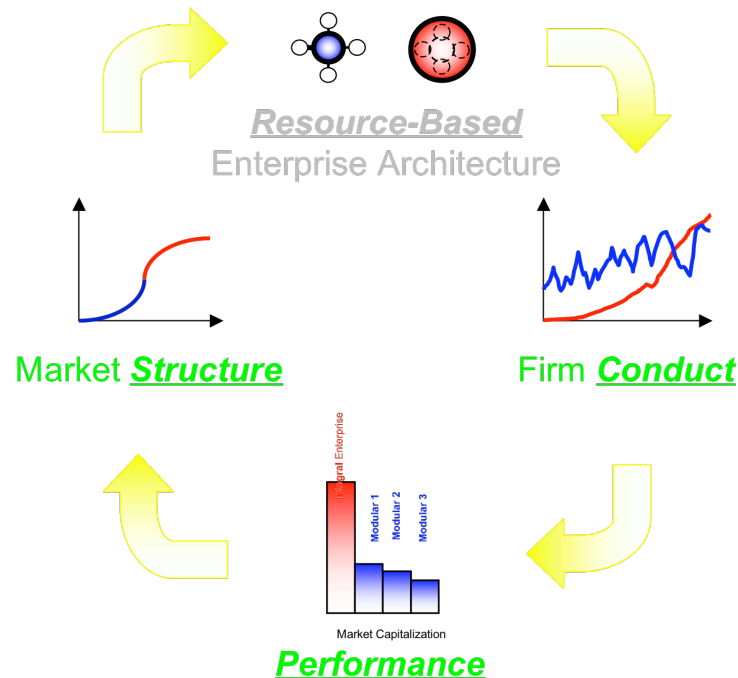 Resource-Based
Enterprise Architecture
Market Structure
Firm Conduct
Integral Enterprise
Modular 1
Modular 2
Modular 3
Market Capitalization
Performance